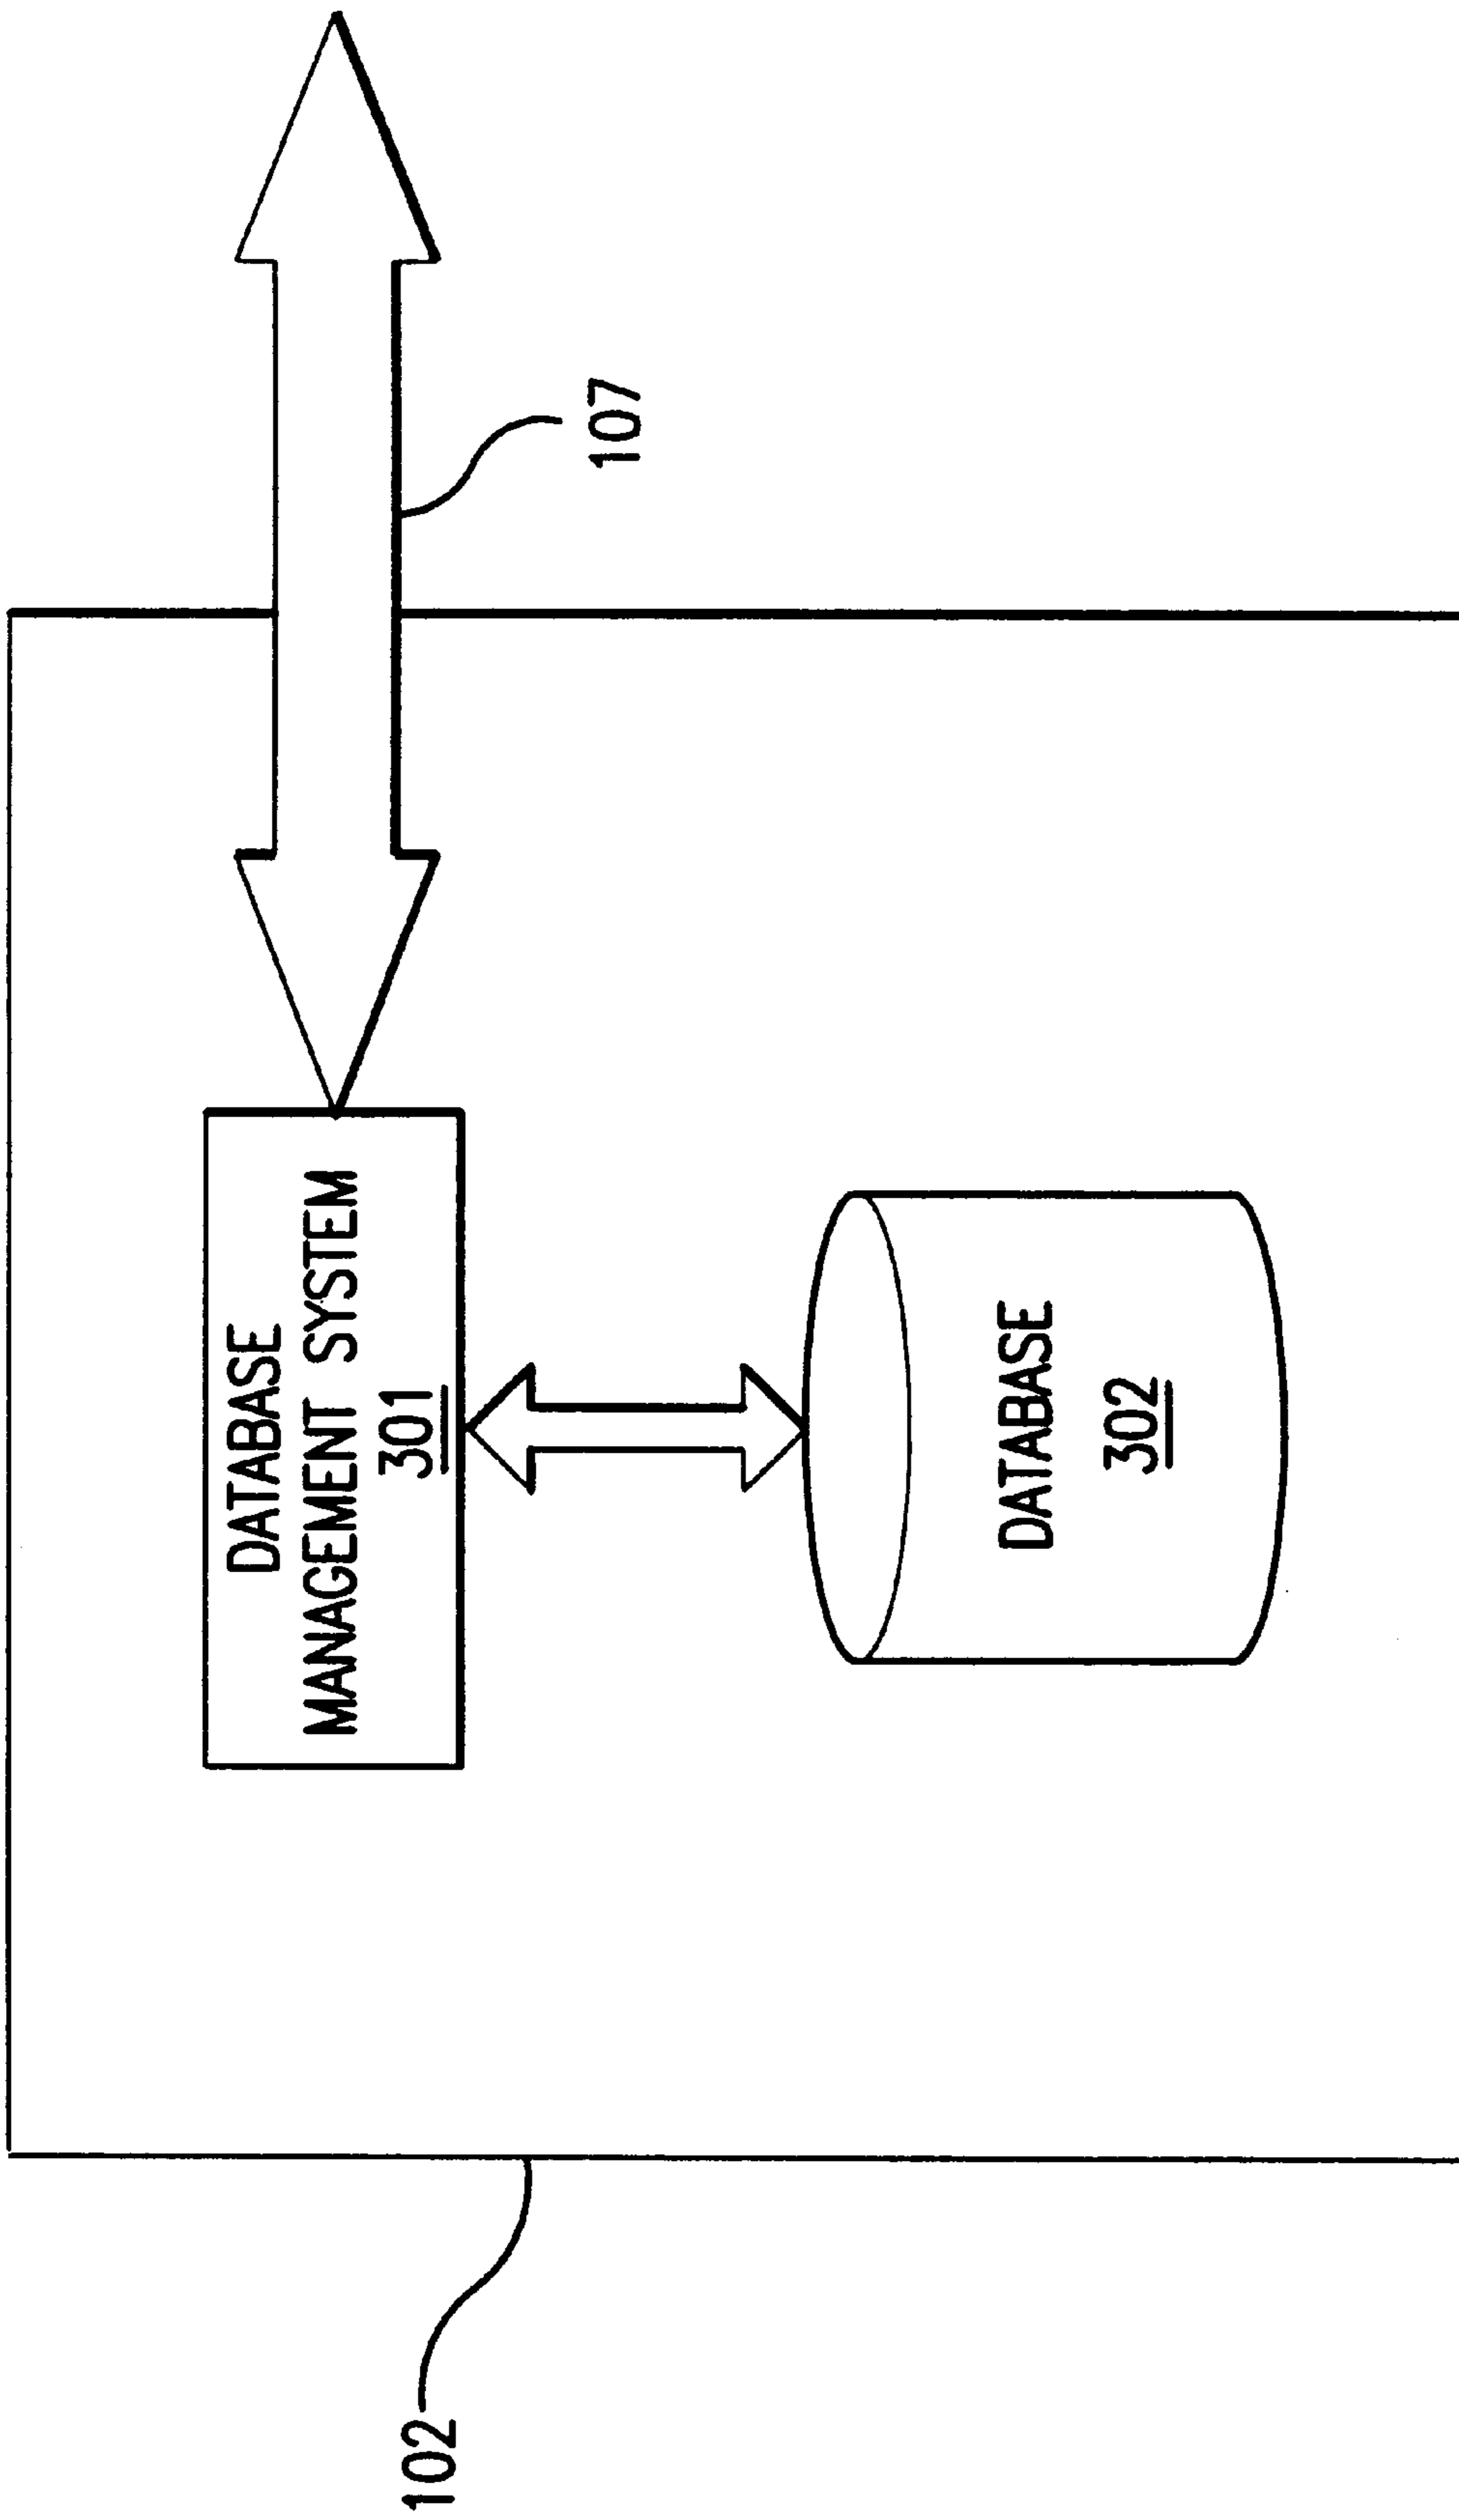 107
DATABASE
MANAGEMENT SYSTEM
301
DATABASE
302
102